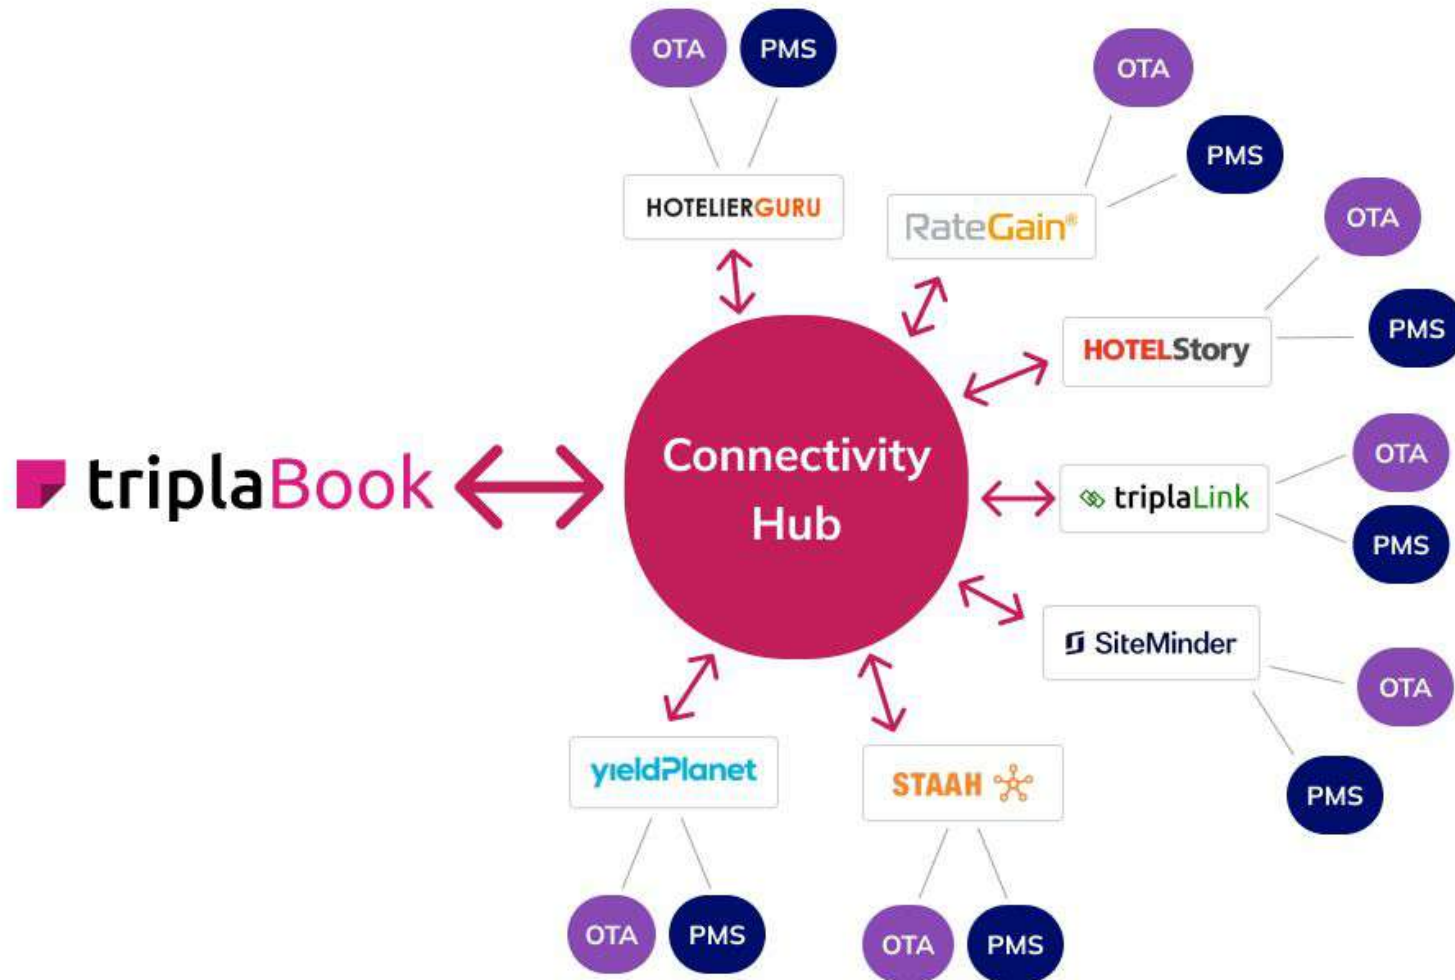 OTA
PMS
OTA
PMS
HOTELIERGURU
RateGain®
OTA
PMS
HOTELStory
triplaBook
Connectivity
Hub
OTA
triplaLink
PMS
SiteMinder
OTA
PMS
yieldPlanet
STAAH
OTA
PMS
OTA
PMS